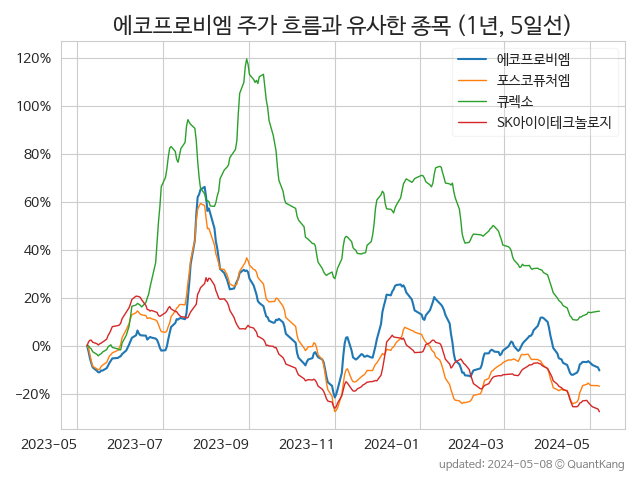 에코프로비엠 주가 흐름과 유사한 종목 (1년, 5일선)
에코프로비엠
포스코퓨처엠
큐렉소
SK아이이테크놀로지
120%
100%
80%
60%
40%
20%
0%
−20%
2023-05 2023-07 2023-09 2023-11 2024-01 2024-03 2024-05
updated: 2024-05-08 © QuantKang